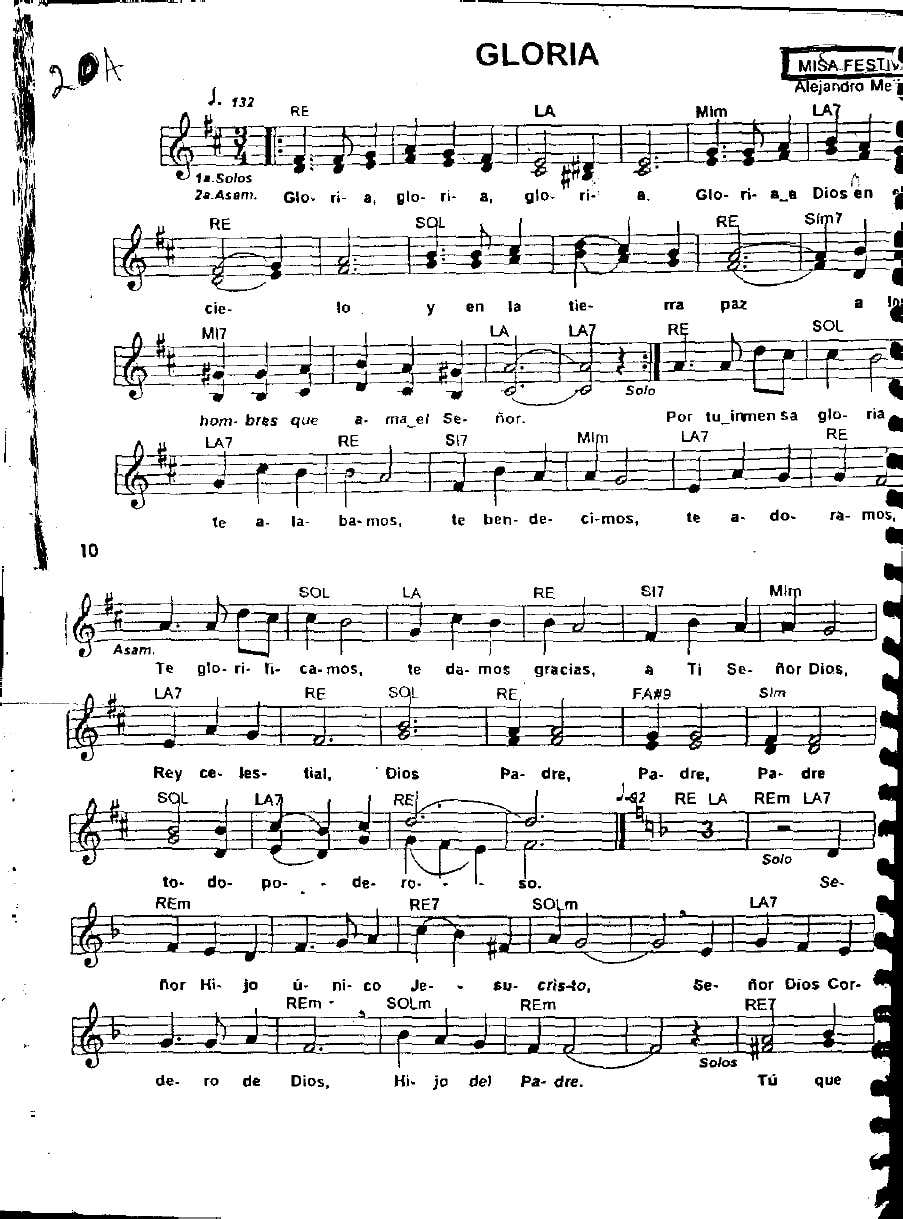 GLORIA
20A
MISA FESTIV
Alejandro Me
♩. 132
RE LA MIm LA7
1a.Solos
2a.Asam.
Glo- ri- a, glo- ri- a, glo- ri- a. Glo- ri- a_a Dios en
RE SOL RE SIm7
cie- lo y en la tie- rra paz a lo
MI7 LA LA7 RE SOL
Solo
hom- bres que a- ma_el Se- ñor. Por tu_inmen sa glo- ria
LA7 RE SI7 MIm LA7 RE
te a- la- ba-mos, te ben- de- ci-mos, te a- do- ra- mos,
10
SOL LA RE SI7 MIm
Asam.
Te glo- ri- fi- ca-mos, te da- mos gracias, a Ti Se- ñor Dios,
LA7 RE SOL RE FA#9 SIm
Rey ce- les- tial, Dios Pa- dre, Pa- dre, Pa- dre
SOL LA7 RE ♩=92 RE LA REm LA7
3
Solo
to- do- po- - de- ro- - - so. Se-
REm RE7 SOLm LA7
ñor Hi- jo ú- ni- co Je- - su- cris-to, Se- ñor Dios Cor-
REm - SOLm REm RE7
Solos
de- ro de Dios, Hi- jo del Pa- dre. Tú que